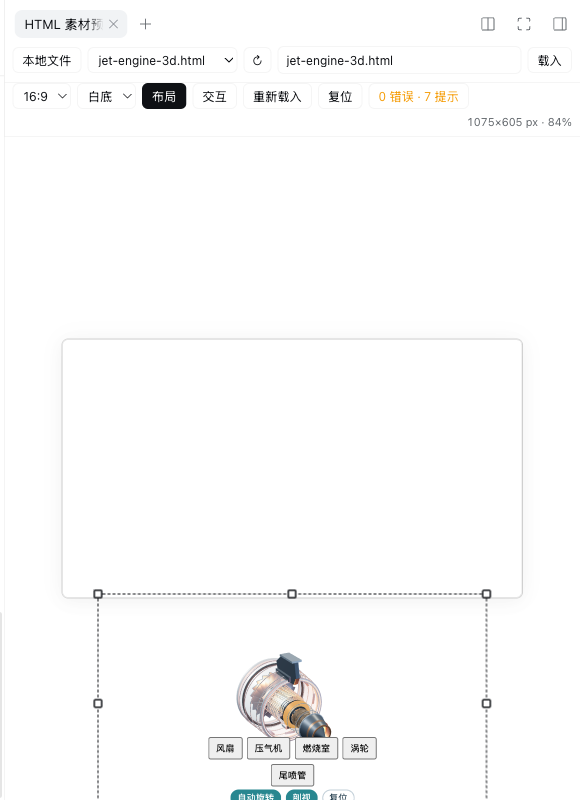 HTML 素材预
本地文件 jet-engine-3d.html jet-engine-3d.html 载入
16:9 白底 布局 交互 重新载入 复位 0 错误 · 7 提示
1075×605 px · 84%
风扇 压气机 燃烧室 涡轮
尾喷管
自动旋转 剖视 复位